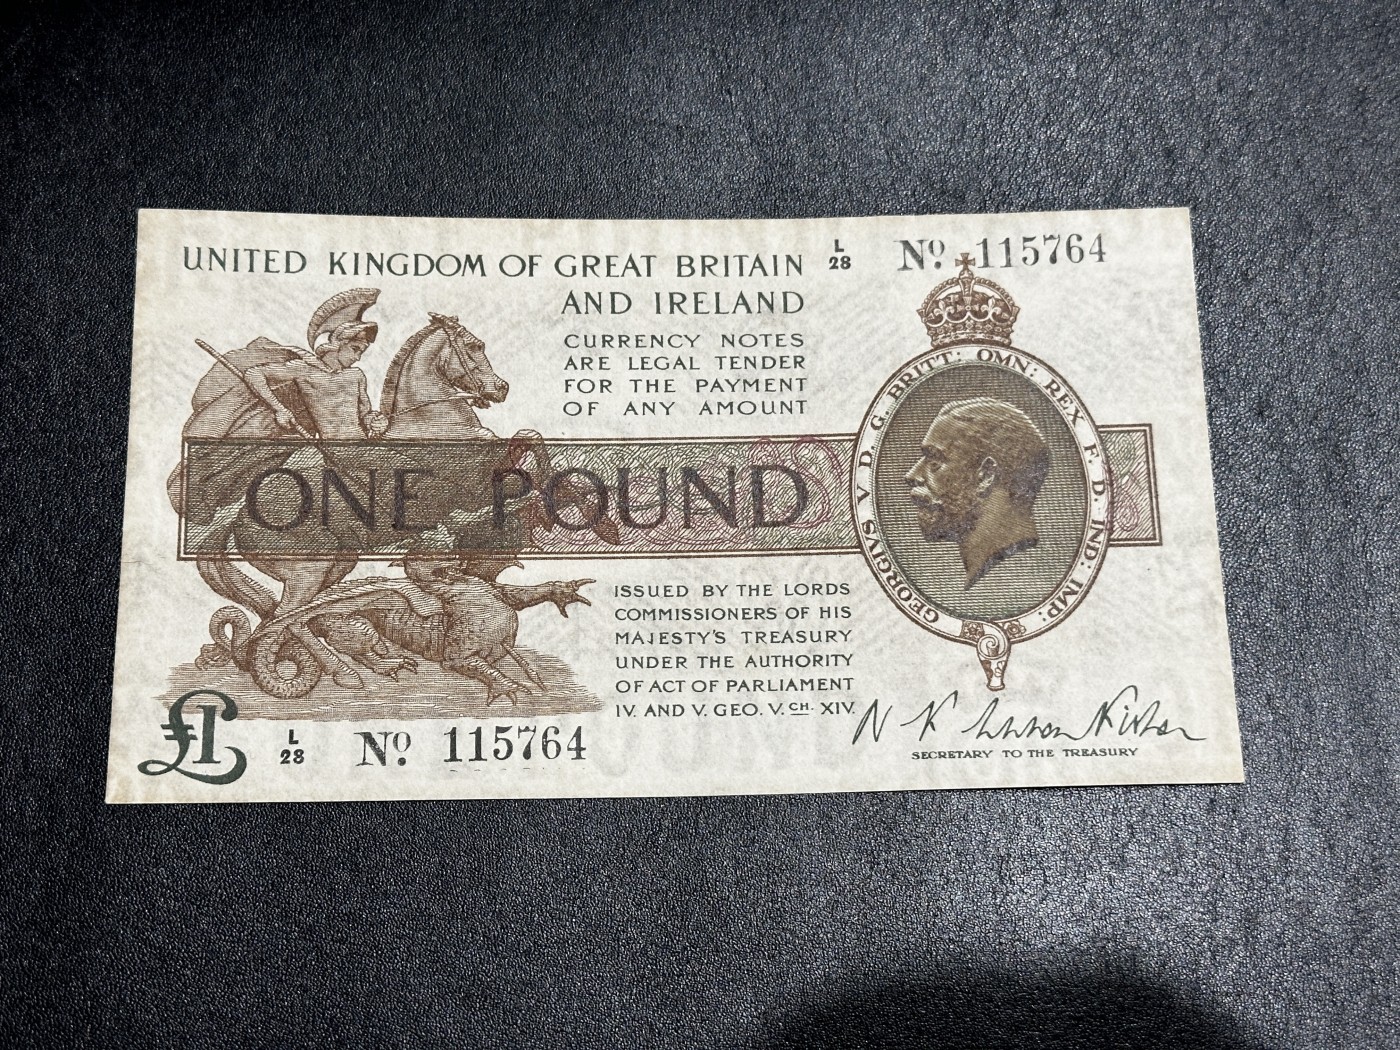 UNITED KINGDOM OF GREAT BRITAIN
AND IRELAND
L
28
Nº 115764
CURRENCY NOTES
ARE LEGAL TENDER
FOR THE PAYMENT
OF ANY AMOUNT
GEORGIVS V D. G. BRITT: OMN: REX F. D. IND: IMP:
ONE POUND
ISSUED BY THE LORDS
COMMISSIONERS OF HIS
MAJESTY'S TREASURY
UNDER THE AUTHORITY
OF ACT OF PARLIAMENT
IV. AND V. GEO. V. CH. XIV.
£1
L
28
Nº 115764
N K Warren Fisher
SECRETARY TO THE TREASURY